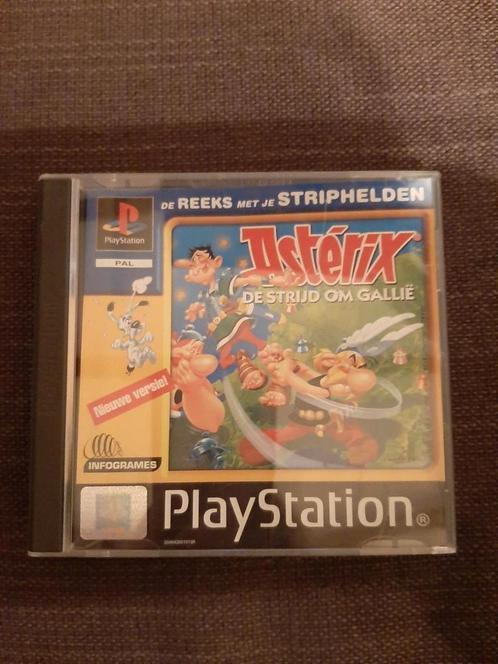 DE REEKS MET JE STRIPHELDEN
PlayStation
PAL
Astérix®
DE STRIJD OM GALLIË
Nieuwe versie!
INFOGRAMES
PlayStation®